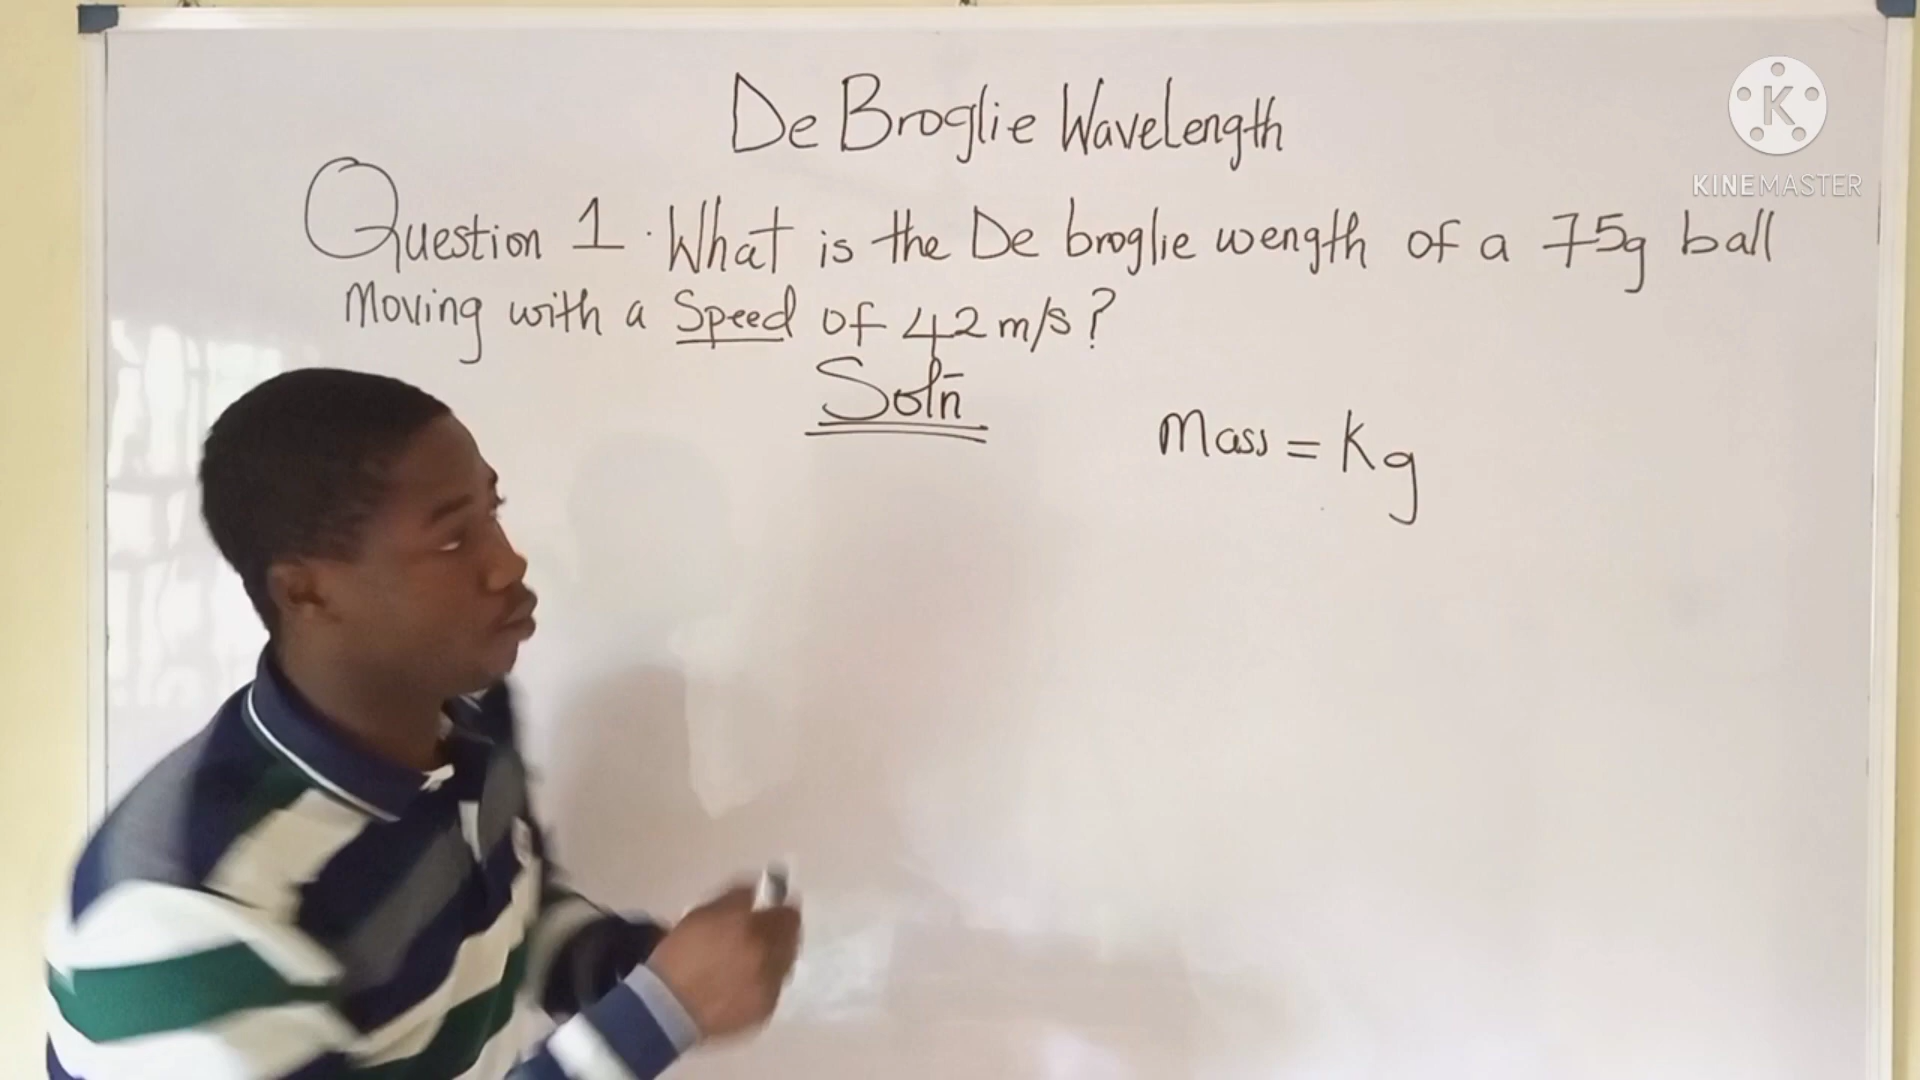 De Broglie Wavelength
Question 1. What is the De broglie wength of a 75g ball
Moving with a Speed of 42 m/s?
Soln
Mass = Kg
K
KINEMASTER